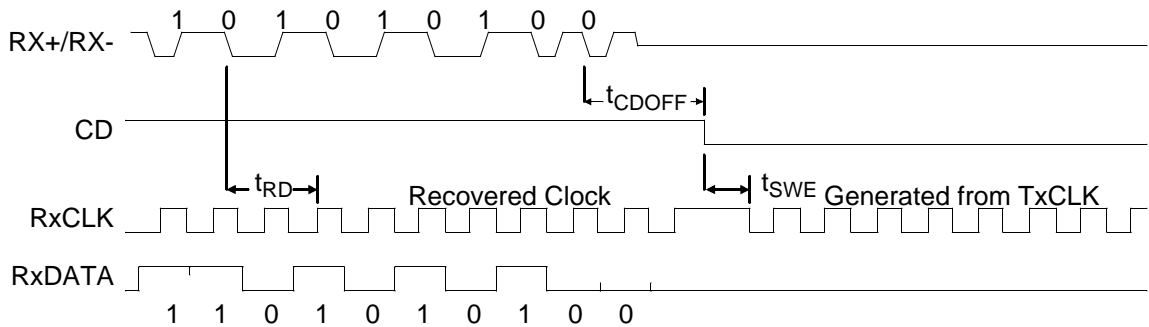 1 0 1 0 1 0 1 0 0
RX+/RX-
tCDOFF
CD
tRD
tSWE
Recovered Clock
Generated from TxCLK
RxCLK
RxDATA
1 1 0 1 0 1 0 1 0 0